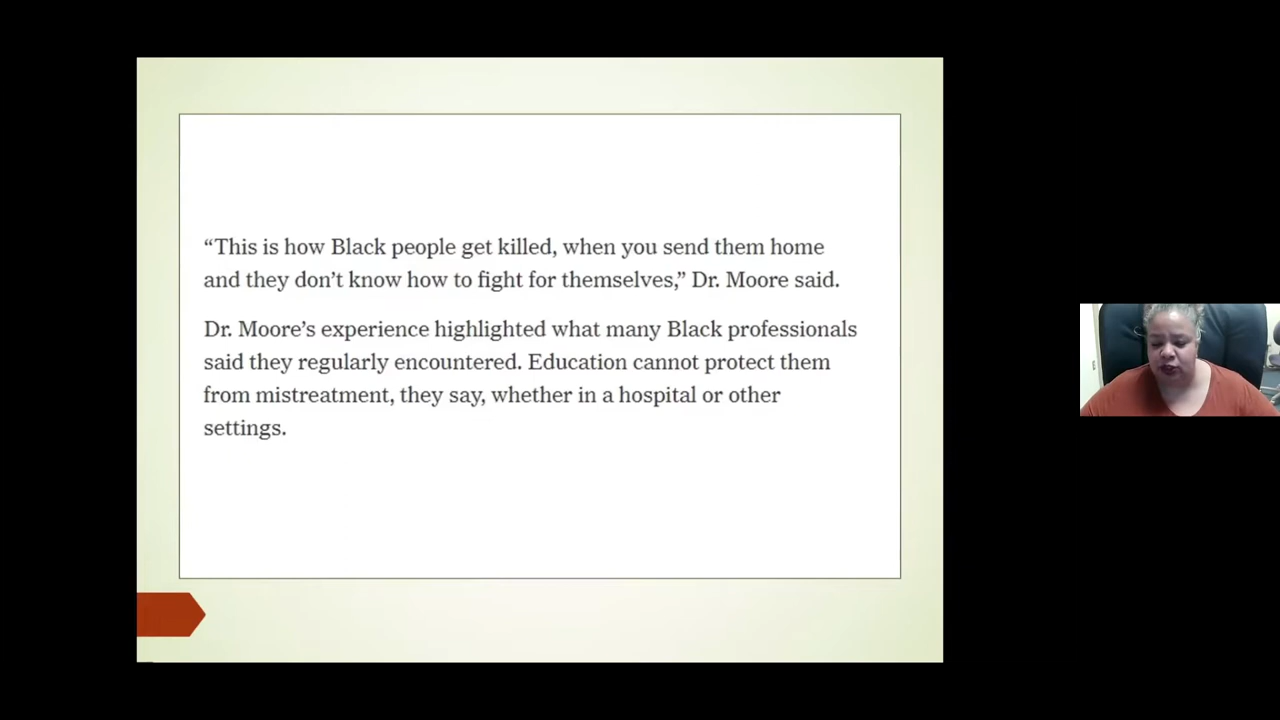 “This is how Black people get killed, when you send them home
and they don’t know how to fight for themselves,” Dr. Moore said.
Dr. Moore’s experience highlighted what many Black professionals
said they regularly encountered. Education cannot protect them
from mistreatment, they say, whether in a hospital or other
settings.